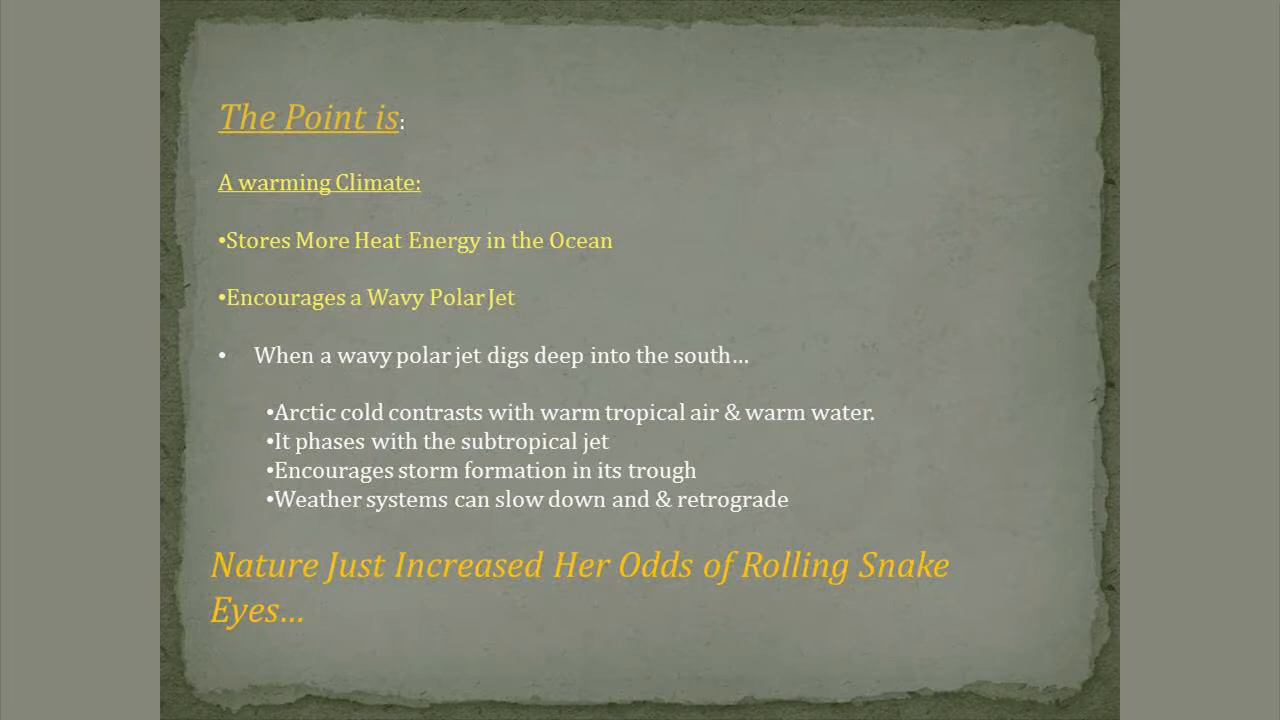 The Point is:
A warming Climate:
•Stores More Heat Energy in the Ocean
•Encourages a Wavy Polar Jet
• When a wavy polar jet digs deep into the south…
•Arctic cold contrasts with warm tropical air & warm water.
•It phases with the subtropical jet
•Encourages storm formation in its trough
•Weather systems can slow down and & retrograde
Nature Just Increased Her Odds of Rolling Snake
Eyes…